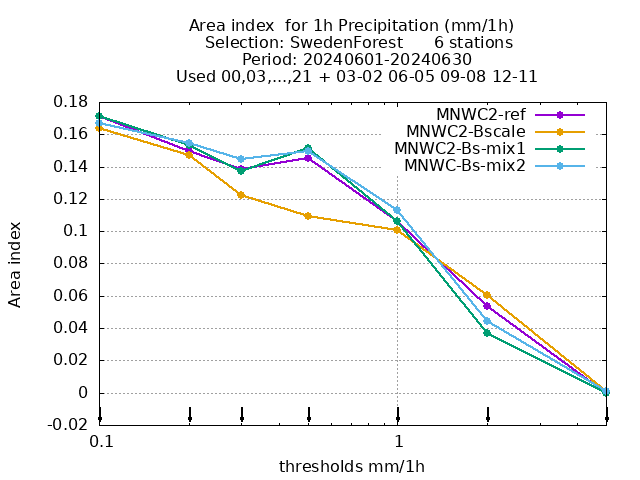 Area index  for 1h Precipitation (mm/1h)
Selection: SwedenForest      6 stations
Period: 20240601-20240630
Used 00,03,...,21 + 03-02 06-05 09-08 12-11
MNWC2-ref
MNWC2-Bscale
MNWC2-Bs-mix1
MNWC-Bs-mix2
0.18
0.16
0.14
0.12
0.1
0.08
0.06
0.04
0.02
0
-0.02
Area index
0.1 1
thresholds mm/1h